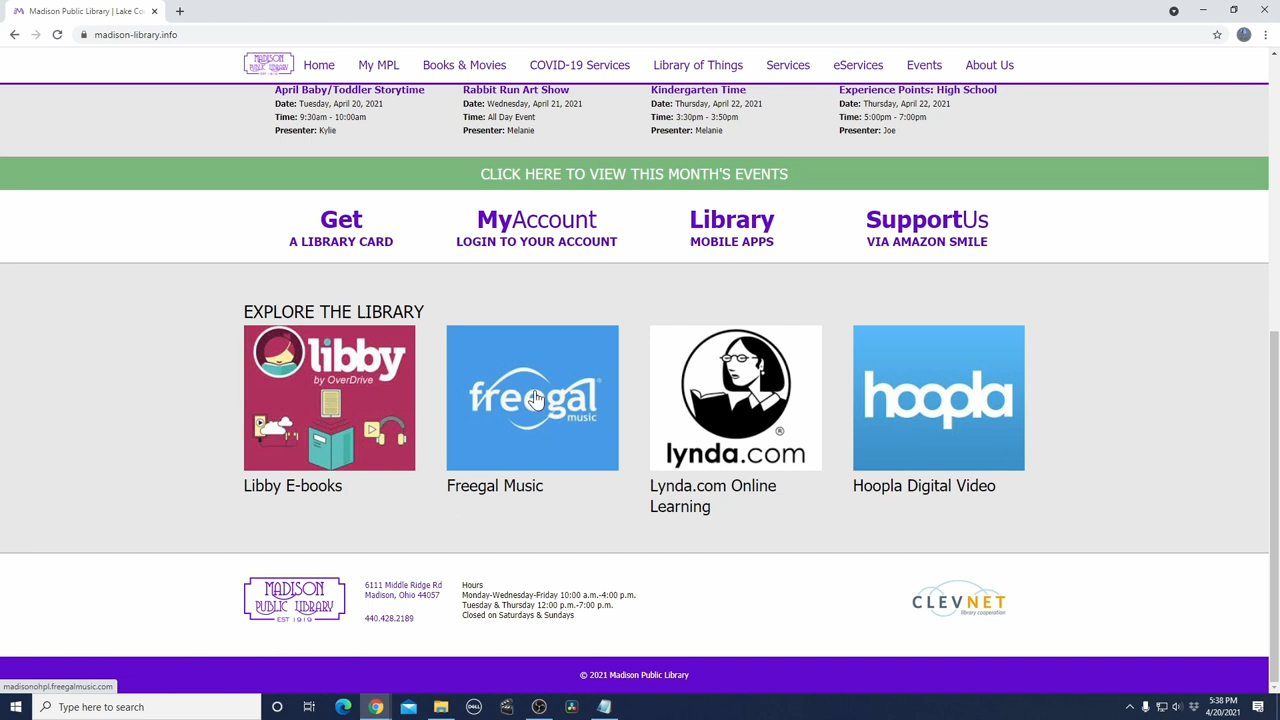 Madison Public Library | Lake Co
madison-library.info
MADISON
PUBLIC LIBRARY
EST 1919
Home
My MPL
Books & Movies
COVID-19 Services
Library of Things
Services
eServices
Events
About Us
April Baby/Toddler Storytime
Date: Tuesday, April 20, 2021
Time: 9:30am - 10:00am
Presenter: Kylie
Rabbit Run Art Show
Date: Wednesday, April 21, 2021
Time: All Day Event
Presenter: Melanie
Kindergarten Time
Date: Thursday, April 22, 2021
Time: 3:30pm - 3:50pm
Presenter: Melanie
Experience Points: High School
Date: Thursday, April 22, 2021
Time: 5:00pm - 7:00pm
Presenter: Joe
CLICK HERE TO VIEW THIS MONTH'S EVENTS
Get
A LIBRARY CARD
MyAccount
LOGIN TO YOUR ACCOUNT
Library
MOBILE APPS
SupportUs
VIA AMAZON SMILE
EXPLORE THE LIBRARY
libby
by OverDrive
Libby E-books
freegal
music
Freegal Music
lynda.com
Lynda.com Online
Learning
hoopla
Hoopla Digital Video
MADISON
PUBLIC LIBRARY
EST 1919
6111 Middle Ridge Rd
Madison, Ohio 44057
440.428.2189
Hours
Monday-Wednesday-Friday 10:00 a.m.-4:00 p.m.
Tuesday & Thursday 12:00 p.m.-7:00 p.m.
Closed on Saturdays & Sundays
CLEVNET
library cooperation
© 2021 Madison Public Library
madisonohpl.freegalmusic.com
Type here to search
DELL
5:38 PM
4/20/2021